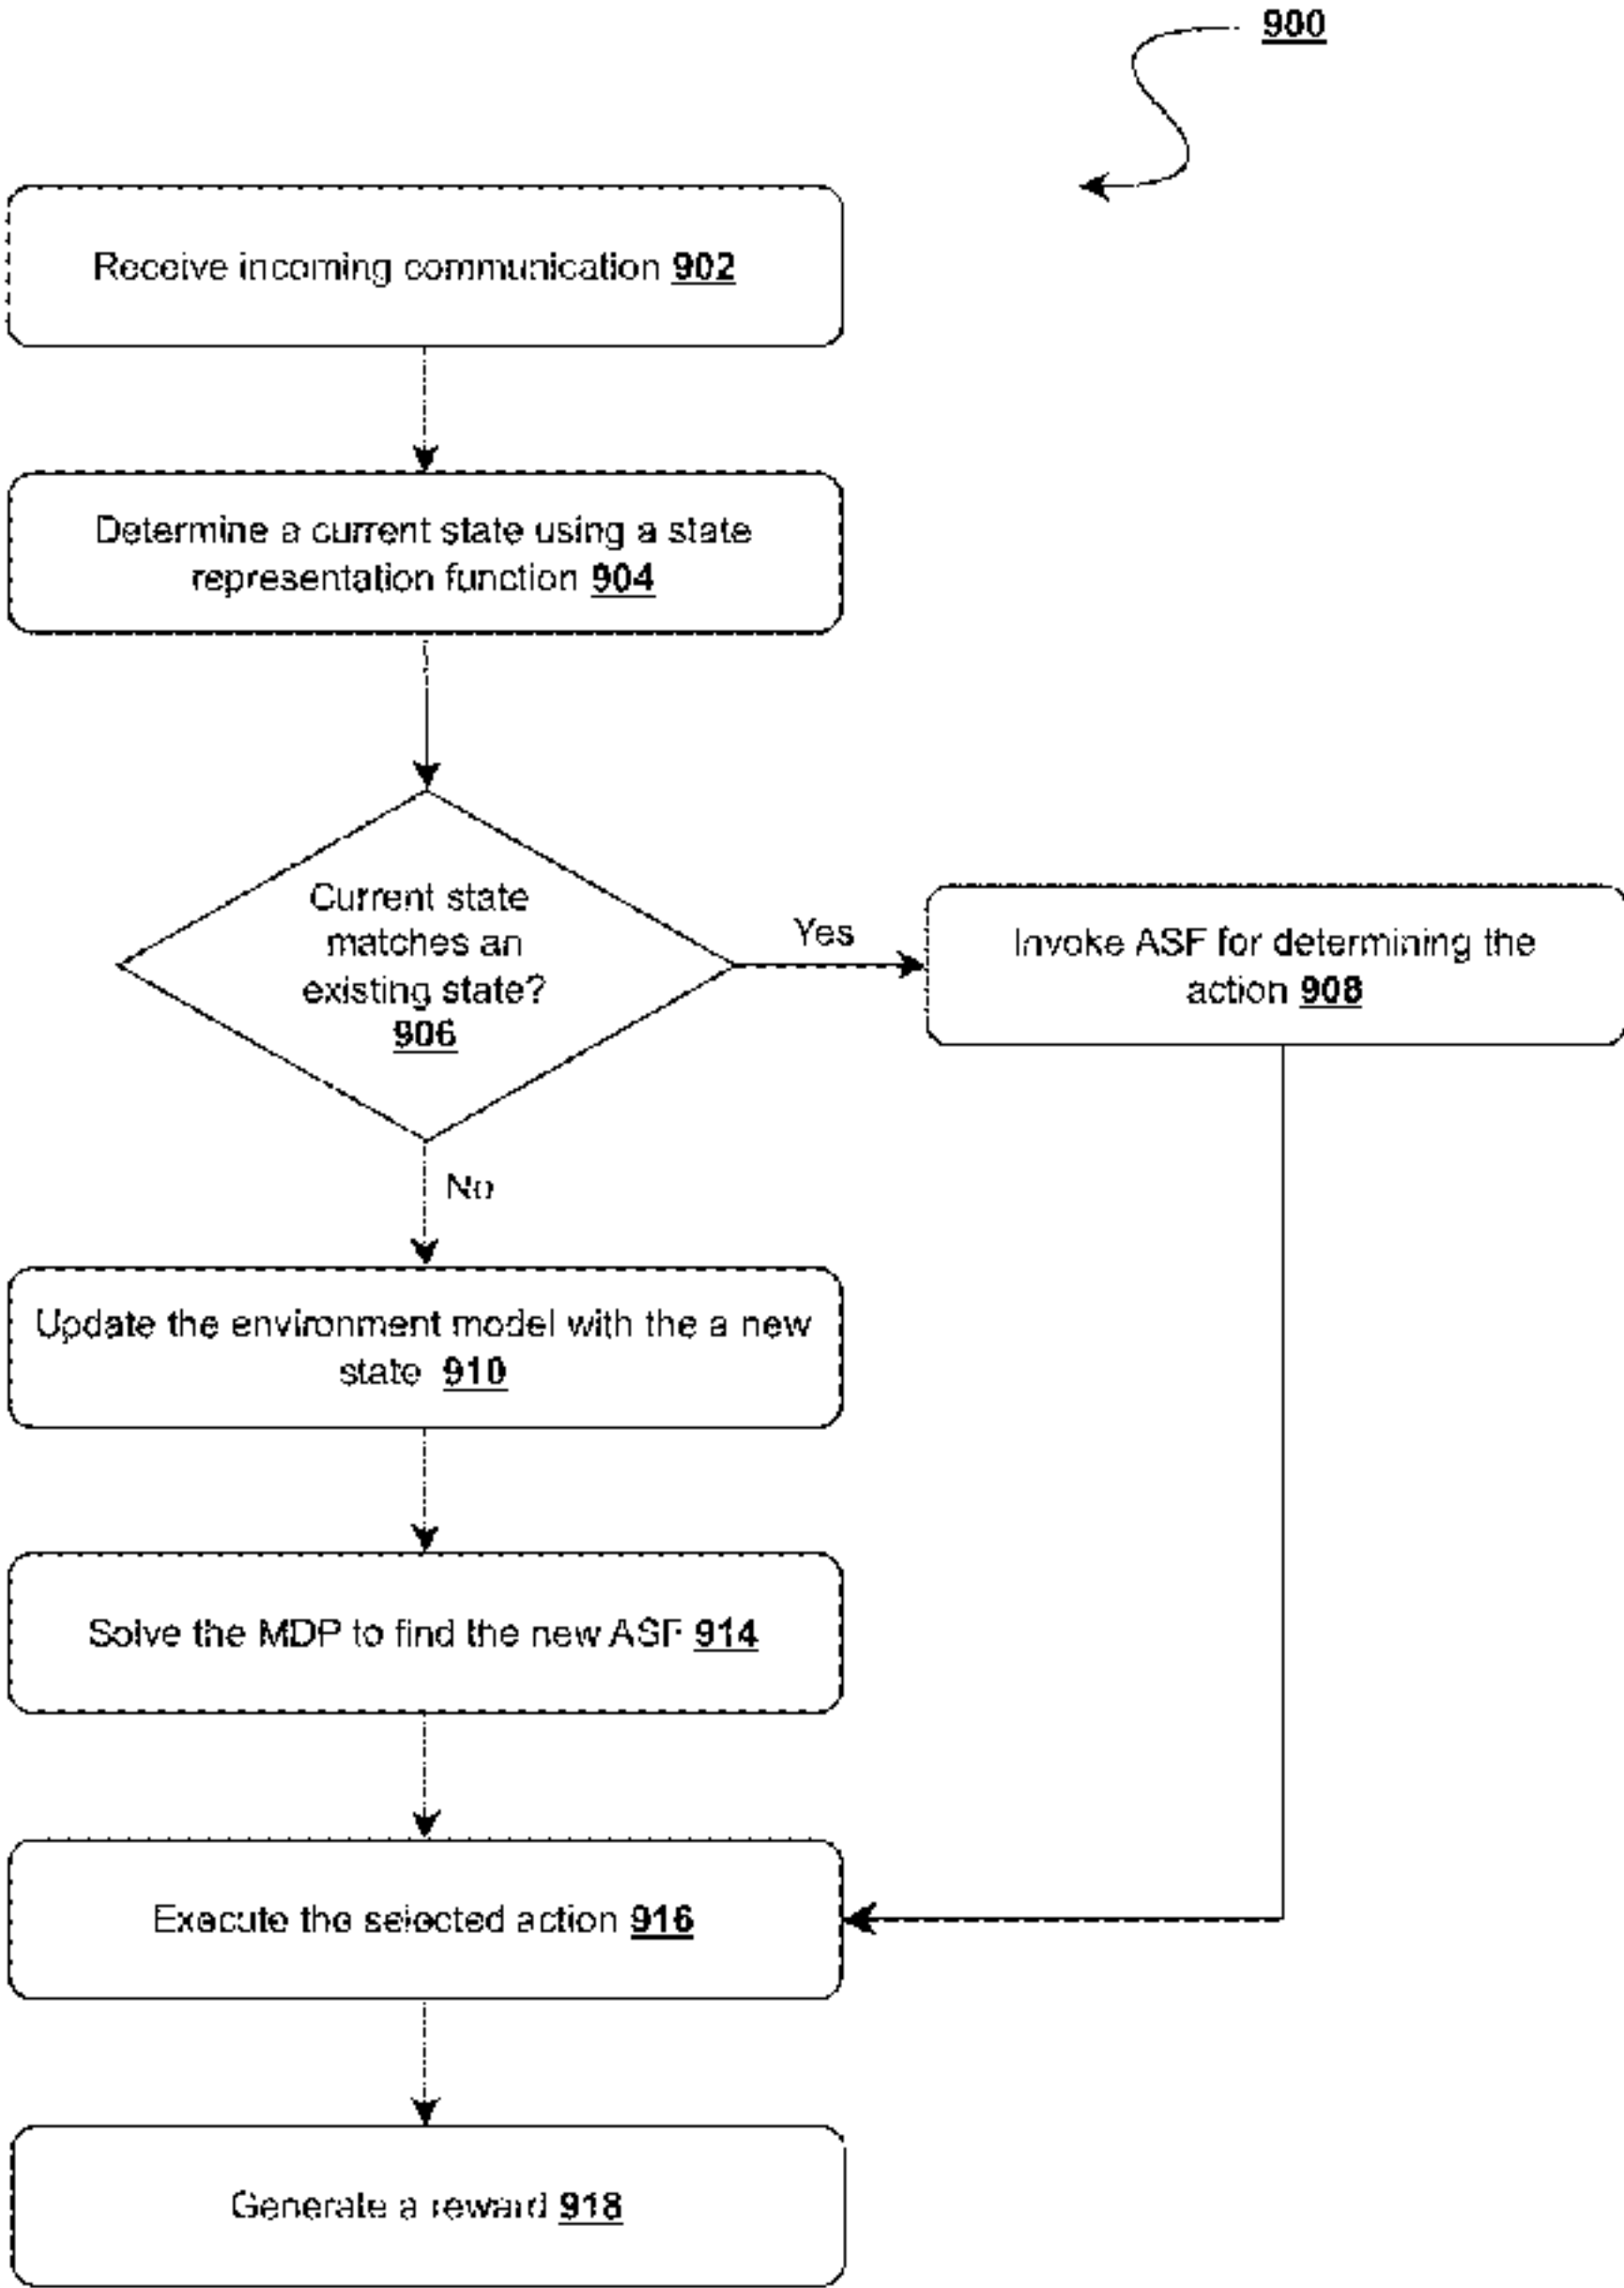 900
Receive incoming communication 902
Determine a current state using a state
representation function 904
Current state
matches an
existing state?
906
Yes
Invoke ASF for determining the
action 908
No
Update the environment model with the a new
state 910
Solve the MDP to find the new ASF 914
Execute the selected action 916
Generate a reward 918